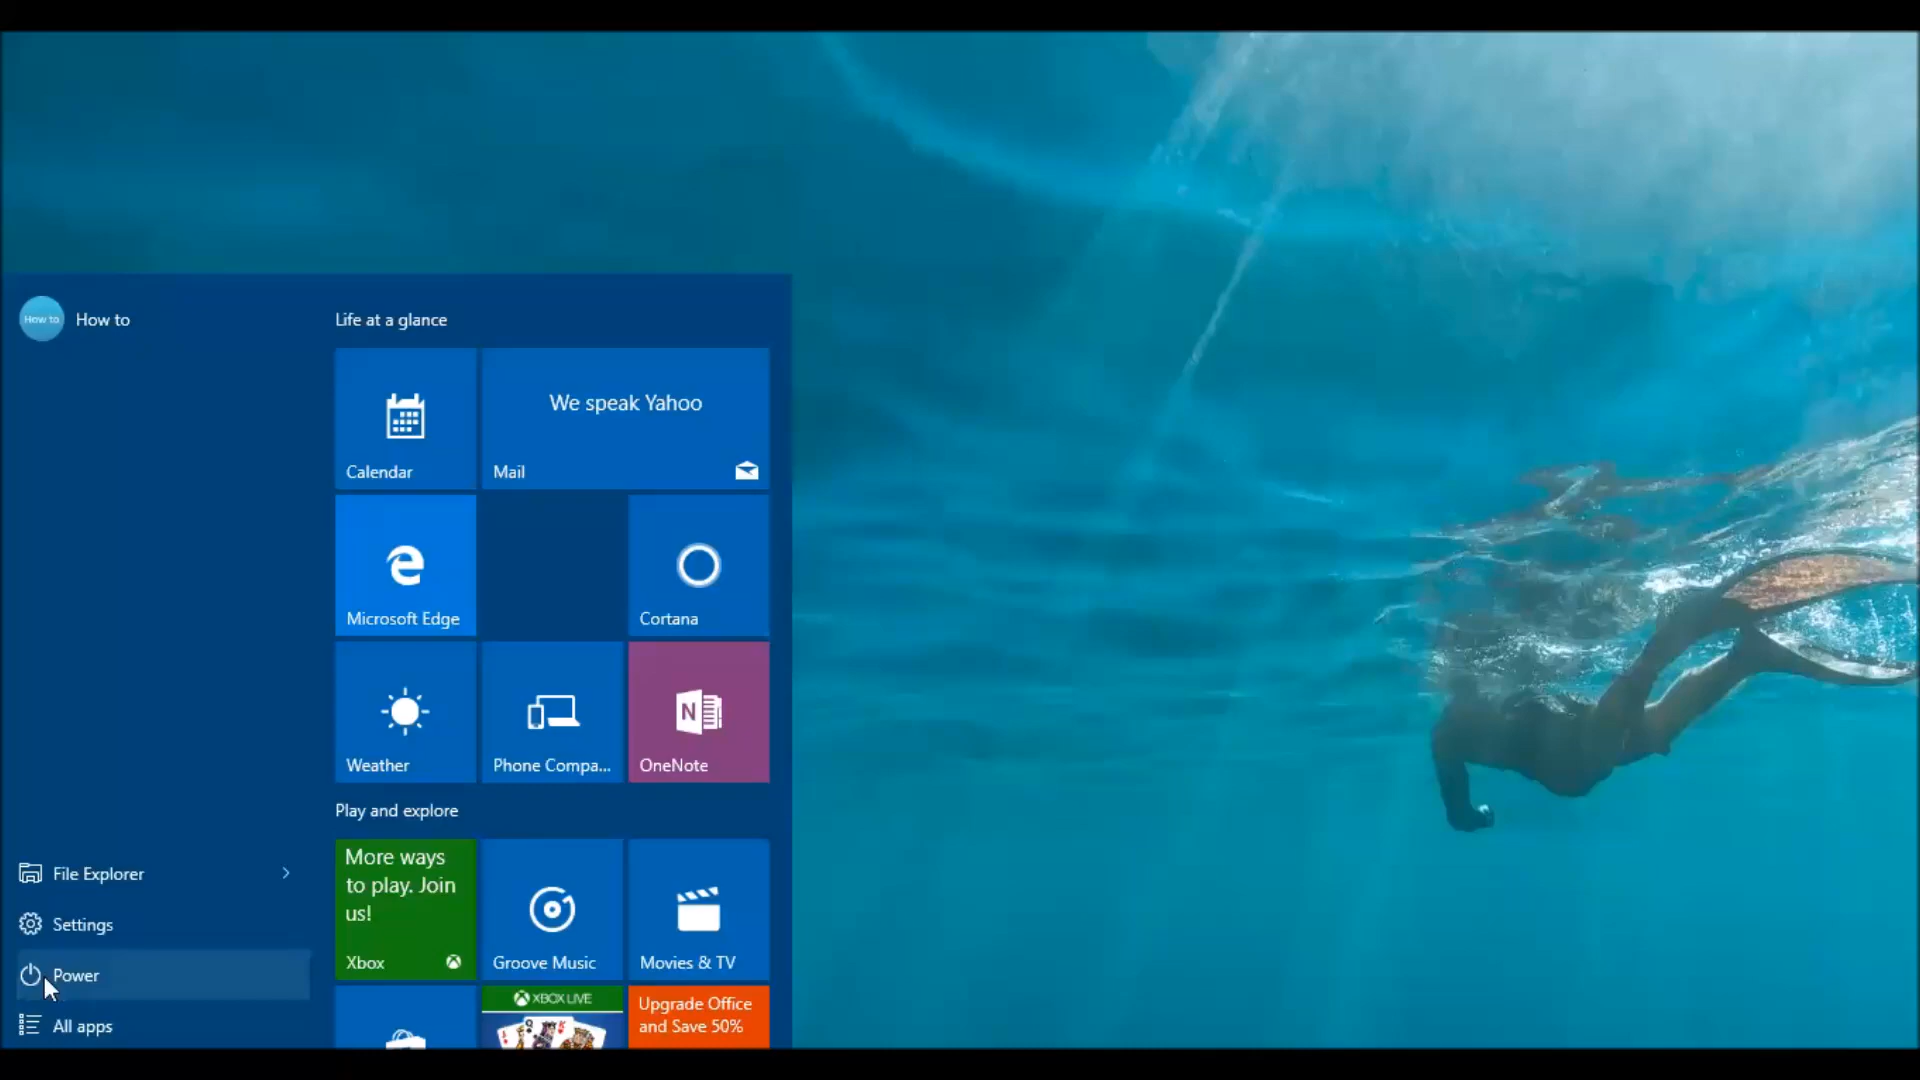 How to
How to
Life at a glance
Calendar
We speak Yahoo
Mail
Microsoft Edge
Cortana
Weather
Phone Compa...
N
OneNote
Play and explore
More ways
to play. Join
us!
Xbox
Groove Music
Movies & TV
File Explorer
Settings
Power
All apps
XBOX LIVE
Upgrade Office
and Save 50%